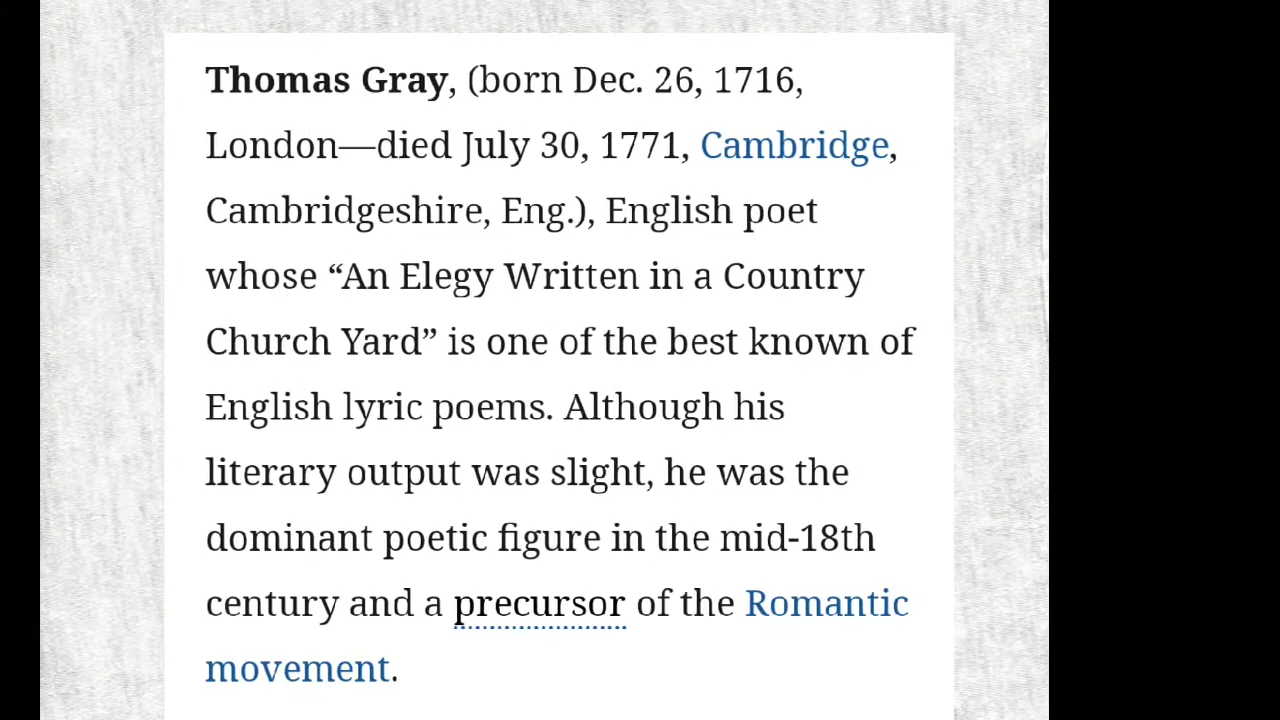 Thomas Gray, (born Dec. 26, 1716,
London—died July 30, 1771, Cambridge,
Cambridgeshire, Eng.), English poet
whose “An Elegy Written in a Country
Church Yard” is one of the best known of
English lyric poems. Although his
literary output was slight, he was the
dominant poetic figure in the mid-18th
century and a precursor of the Romantic
movement.